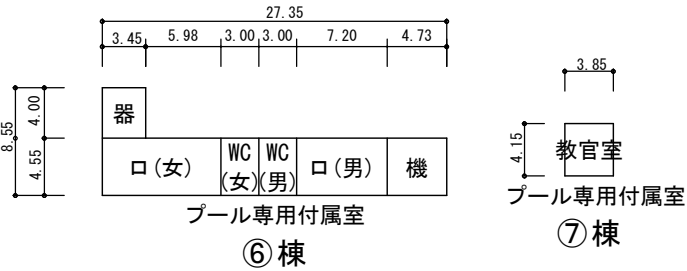 27.35
3.45 5.98 3.00 3.00 7.20 4.73
3.85
8.55
4.00
4.55
4.15
器
ロ(女)
WC
(女)
WC
(男)
ロ(男)
機
教官室
プール専用付属室
⑥棟
プール専用付属室
⑦棟